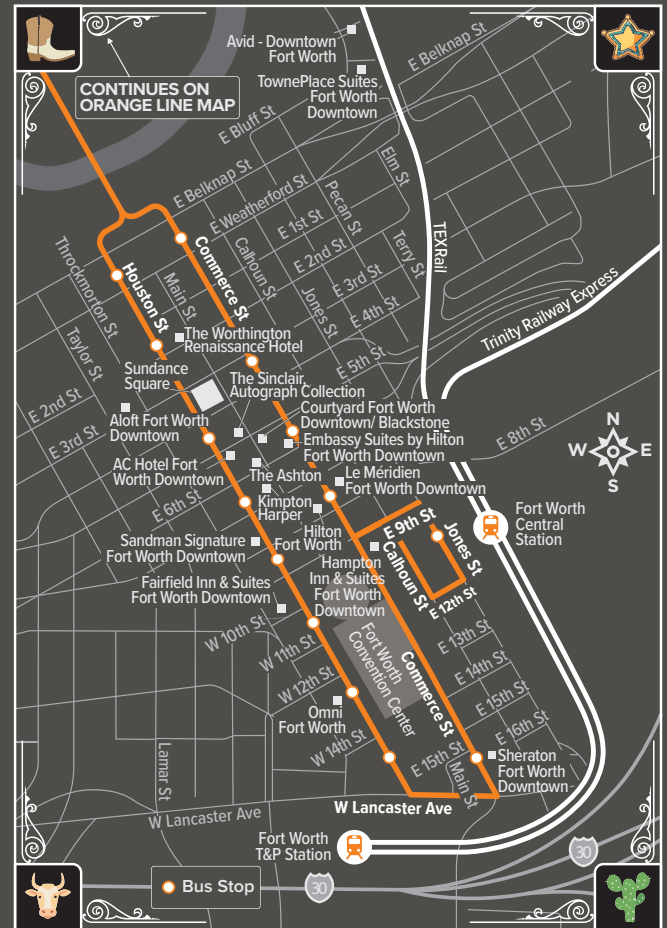 Avid - Downtown
Fort Worth
E Belknap St
TownePlace Suites
Fort Worth
Downtown
CONTINUES ON
ORANGE LINE MAP
E Bluff St
E Belknap St
E Weatherford St
Elm St
Pecan St
E 1st St
Terry St
TEXRail
Throckmorton St
Houston St
Main St
Commerce St
Calhoun St
E 2nd St
Jones St
E 3rd St
E 4th St
Trinity Railway Express
Taylor St
The Worthington
Renaissance Hotel
E 5th St
Sundance
Square
The Sinclair,
Autograph Collection
E 2nd St
Aloft Fort Worth
Downtown
Courtyard Fort Worth
Downtown/ Blackstone
E 8th St
N
W
E
S
E 3rd St
Embassy Suites by Hilton
Fort Worth Downtown
AC Hotel Fort
Worth Downtown
The Ashton
Le Méridien
Fort Worth Downtown
E 6th St
Kimpton
Harper
Fort Worth
Central
Station
E 9th St
Jones St
Sandman Signature
Fort Worth Downtown
Hilton
Fort Worth
Calhoun St
Hampton
Inn & Suites
Fort Worth
Downtown
Fairfield Inn & Suites
Fort Worth Downtown
E 12th St
W 10th St
E 13th St
W 11th St
Fort Worth
Convention Center
Commerce St
E 14th St
W 12th St
E 15th St
Omni
Fort Worth
E 16th St
W 14th St
E 15th St
Main St
Sheraton
Fort Worth
Downtown
Lamar St
W Lancaster Ave
W Lancaster Ave
Fort Worth
T&P Station
30
Bus Stop
30